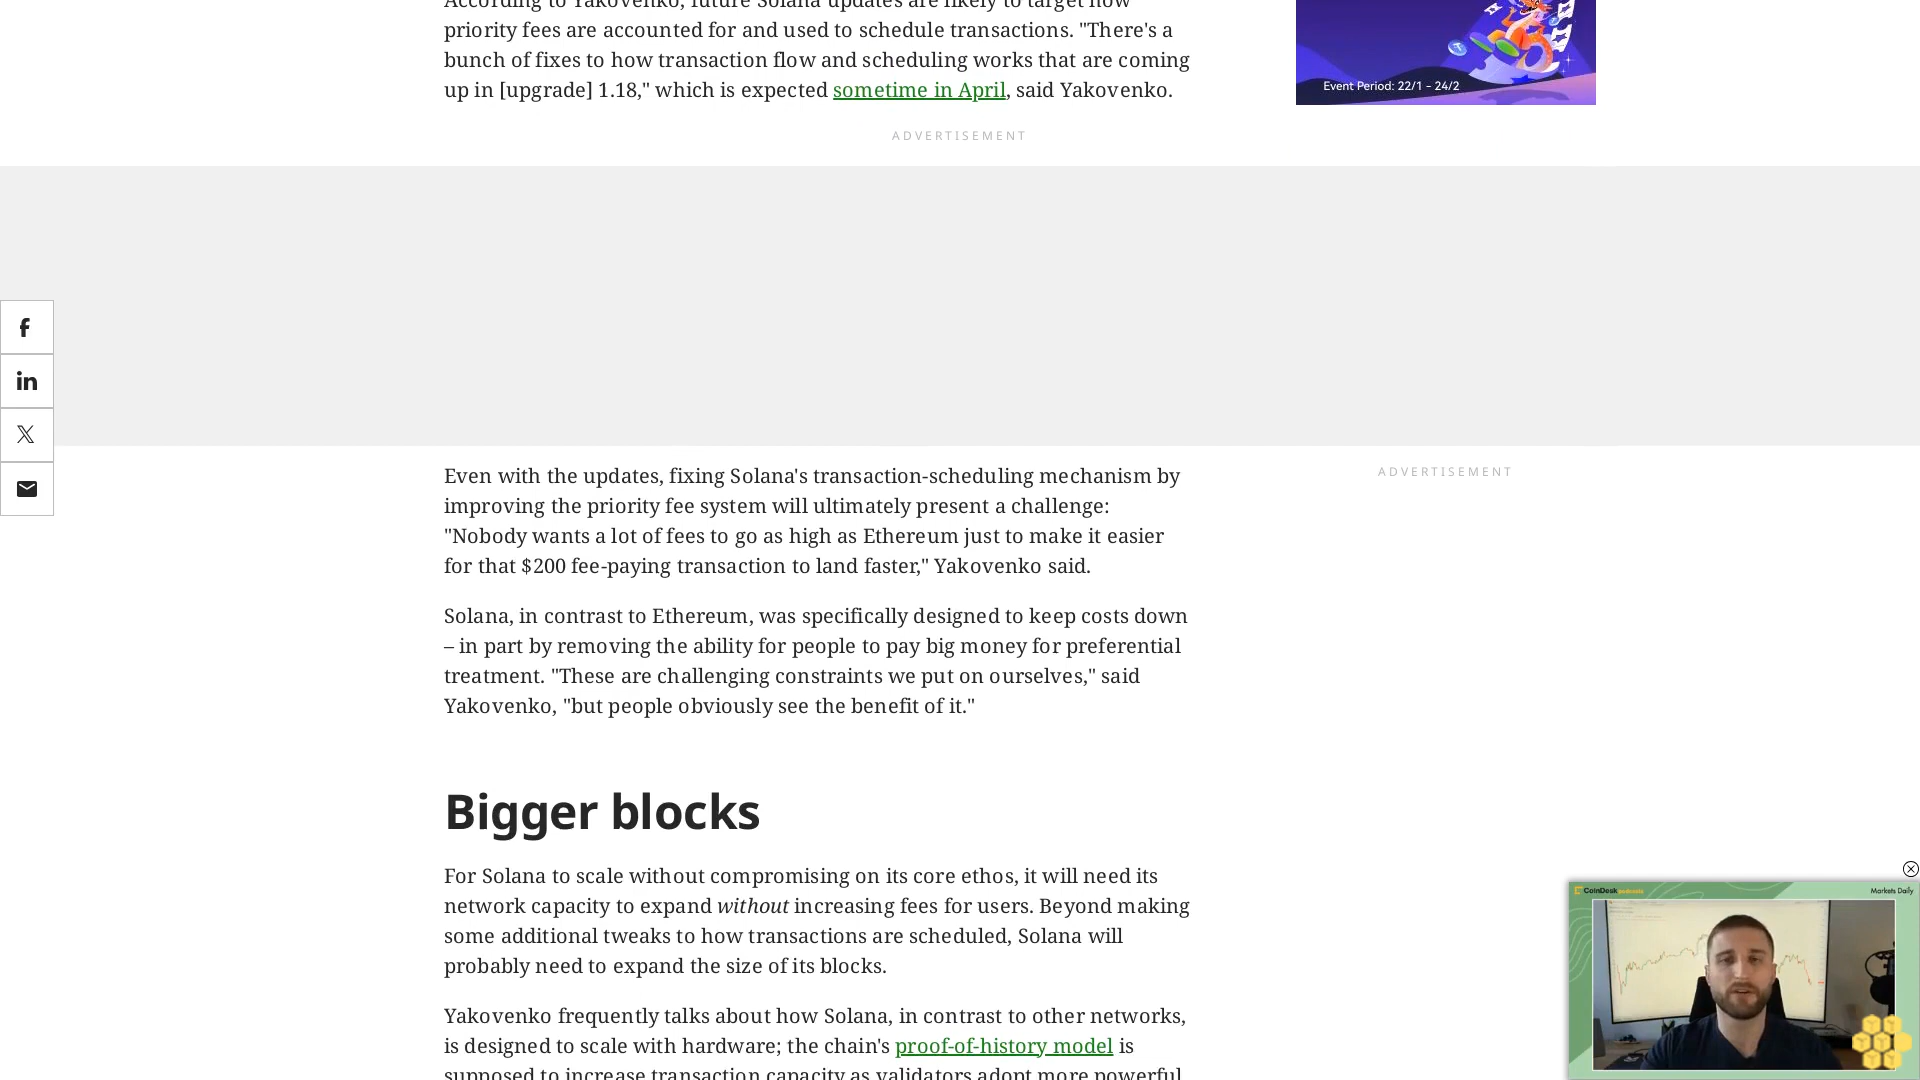 According to Yakovenko, future Solana updates are likely to target how
priority fees are accounted for and used to schedule transactions. "There's a
bunch of fixes to how transaction flow and scheduling works that are coming
up in [upgrade] 1.18," which is expected sometime in April, said Yakovenko.
Event Period: 22/1 - 24/2
ADVERTISEMENT
Even with the updates, fixing Solana's transaction-scheduling mechanism by
improving the priority fee system will ultimately present a challenge:
"Nobody wants a lot of fees to go as high as Ethereum just to make it easier
for that $200 fee-paying transaction to land faster," Yakovenko said.
ADVERTISEMENT
Solana, in contrast to Ethereum, was specifically designed to keep costs down
– in part by removing the ability for people to pay big money for preferential
treatment. "These are challenging constraints we put on ourselves," said
Yakovenko, "but people obviously see the benefit of it."
Bigger blocks
For Solana to scale without compromising on its core ethos, it will need its
network capacity to expand without increasing fees for users. Beyond making
some additional tweaks to how transactions are scheduled, Solana will
probably need to expand the size of its blocks.
Yakovenko frequently talks about how Solana, in contrast to other networks,
is designed to scale with hardware; the chain's proof-of-history model is
supposed to increase transaction capacity as validators adopt more powerful
CoinDesk podcasts
Markets Daily